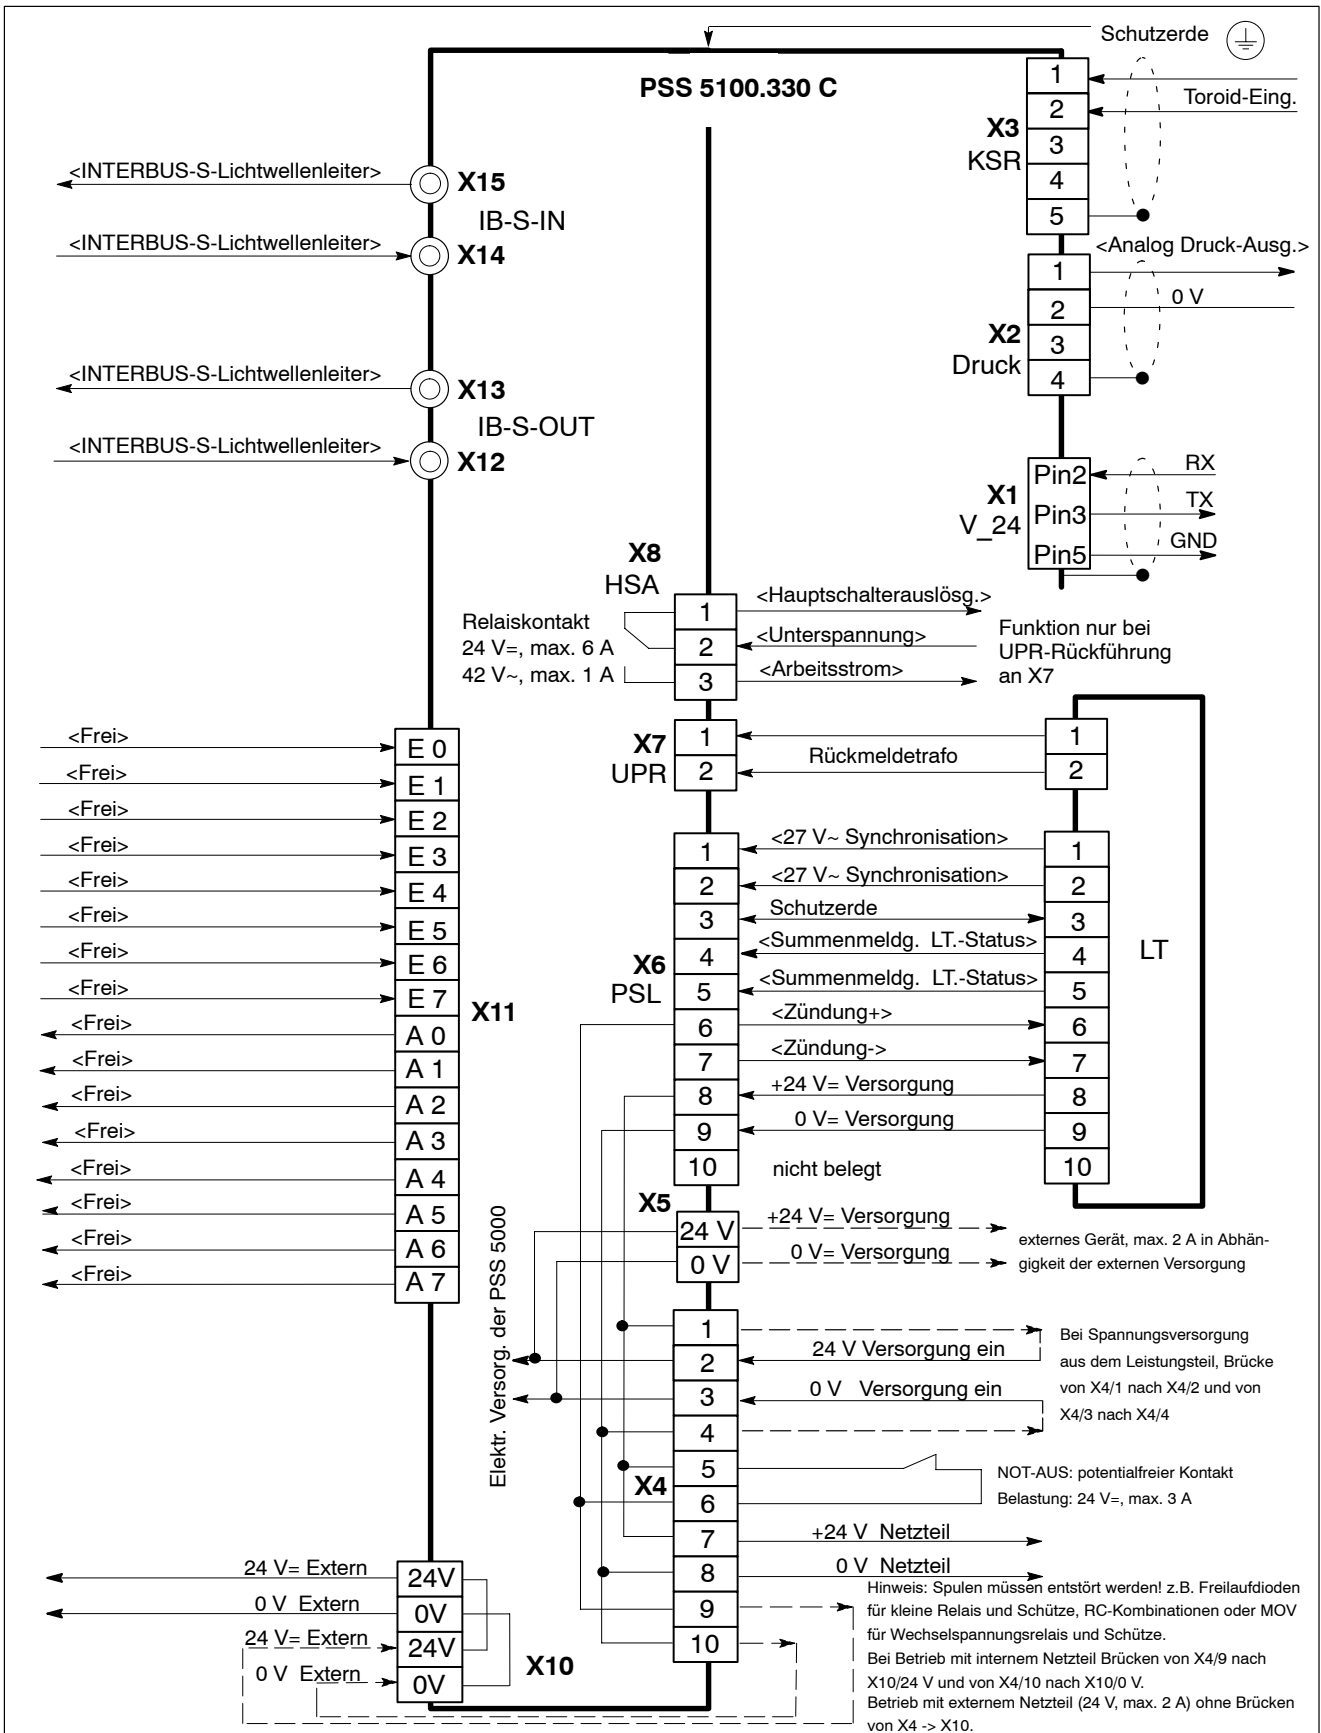 Schutzerde
PSS 5100.330 C
1
2
3
4
5
X3
KSR
Toroid-Eing.
<INTERBUS-S-Lichtwellenleiter>
X15
IB-S-IN
<INTERBUS-S-Lichtwellenleiter>
X14
<Analog Druck-Ausg.>
1
2
3
4
0 V
X2
Druck
<INTERBUS-S-Lichtwellenleiter>
X13
IB-S-OUT
<INTERBUS-S-Lichtwellenleiter>
X12
X1
V_24
Pin2
Pin3
Pin5
RX
TX
GND
X8
HSA
Relaiskontakt
24 V=, max. 6 A
42 V~, max. 1 A
1
2
3
<Hauptschalterauslösg.>
<Unterspannung>
<Arbeitsstrom>
Funktion nur bei
UPR-Rückführung
an X7
X7
UPR
1
2
Rückmeldetrafo
1
2
<Frei>
E 0
<Frei>
E 1
<Frei>
E 2
<Frei>
E 3
<Frei>
E 4
<Frei>
E 5
<Frei>
E 6
<Frei>
E 7
X11
<Frei>
A 0
<Frei>
A 1
<Frei>
A 2
<Frei>
A 3
<Frei>
A 4
<Frei>
A 5
<Frei>
A 6
<Frei>
A 7
X6
PSL
1
<27 V~ Synchronisation>
1
2
<27 V~ Synchronisation>
2
3
Schutzerde
3
4
<Summenmeldg. LT.-Status>
4
5
<Summenmeldg. LT.-Status>
5
6
<Zündung+>
6
7
<Zündung->
7
8
+24 V= Versorgung
8
9
0 V= Versorgung
9
10
nicht belegt
10
LT
X5
24 V
+24 V= Versorgung
0 V
0 V= Versorgung
externes Gerät, max. 2 A in Abhän-
gigkeit der externen Versorgung
Elektr. Versorg. der PSS 5000
X4
1
2
24 V Versorgung ein
3
0 V Versorgung ein
4
5
6
7
+24 V Netzteil
8
0 V Netzteil
9
10
Bei Spannungsversorgung
aus dem Leistungsteil, Brücke
von X4/1 nach X4/2 und von
X4/3 nach X4/4
NOT-AUS: potentialfreier Kontakt
Belastung: 24 V=, max. 3 A
24 V= Extern
24V
0 V Extern
0V
24 V= Extern
24V
0 V Extern
0V
X10
Hinweis: Spulen müssen entstört werden! z.B. Freilaufdioden
für kleine Relais und Schütze, RC-Kombinationen oder MOV
für Wechselspannungsrelais und Schütze.
Bei Betrieb mit internem Netzteil Brücken von X4/9 nach
X10/24 V und von X4/10 nach X10/0 V.
Betrieb mit externem Netzteil (24 V, max. 2 A) ohne Brücken
von X4 -> X10.